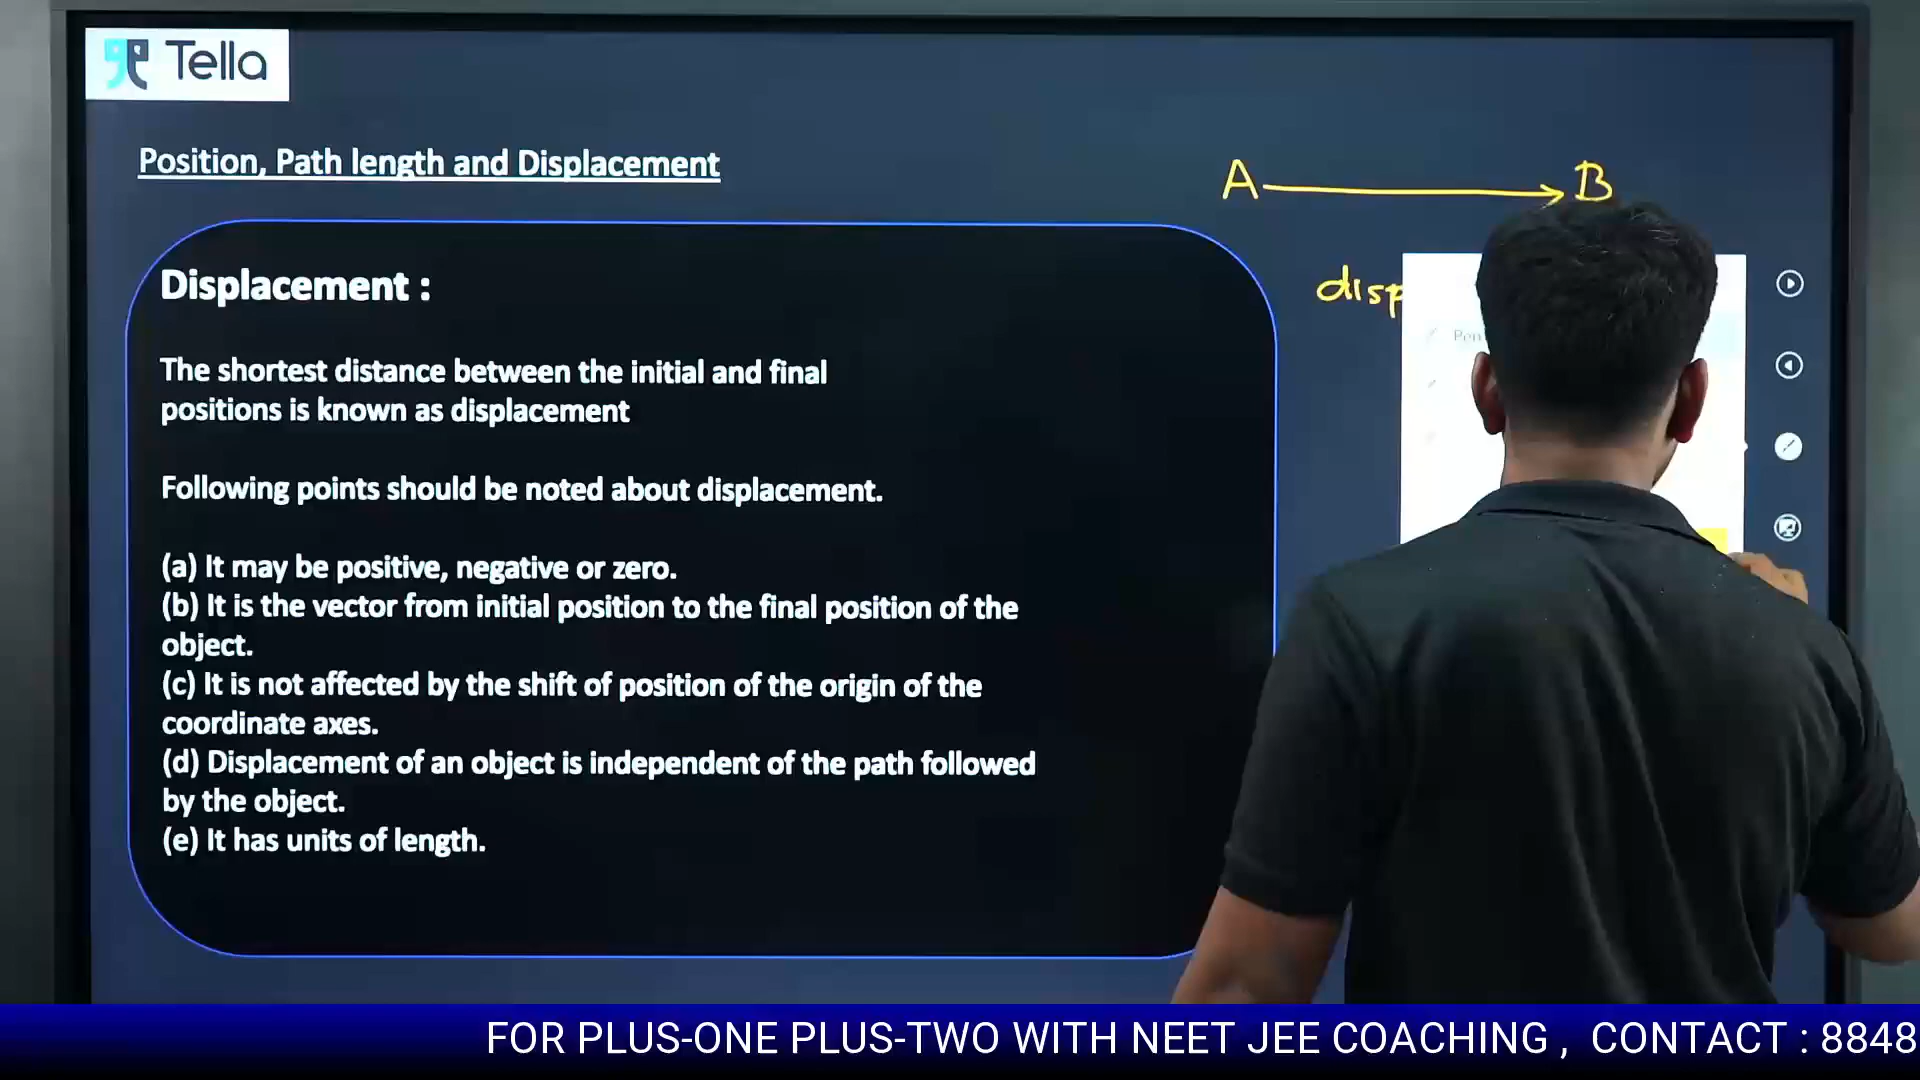 Tella
Position, Path length and Displacement
A B
Displacement :
disp
Pen
The shortest distance between the initial and final
positions is known as displacement
Following points should be noted about displacement.
(a) It may be positive, negative or zero.
(b) It is the vector from initial position to the final position of the
object.
(c) It is not affected by the shift of position of the origin of the
coordinate axes.
(d) Displacement of an object is independent of the path followed
by the object.
(e) It has units of length.
FOR PLUS-ONE PLUS-TWO WITH NEET JEE COACHING , CONTACT : 8848